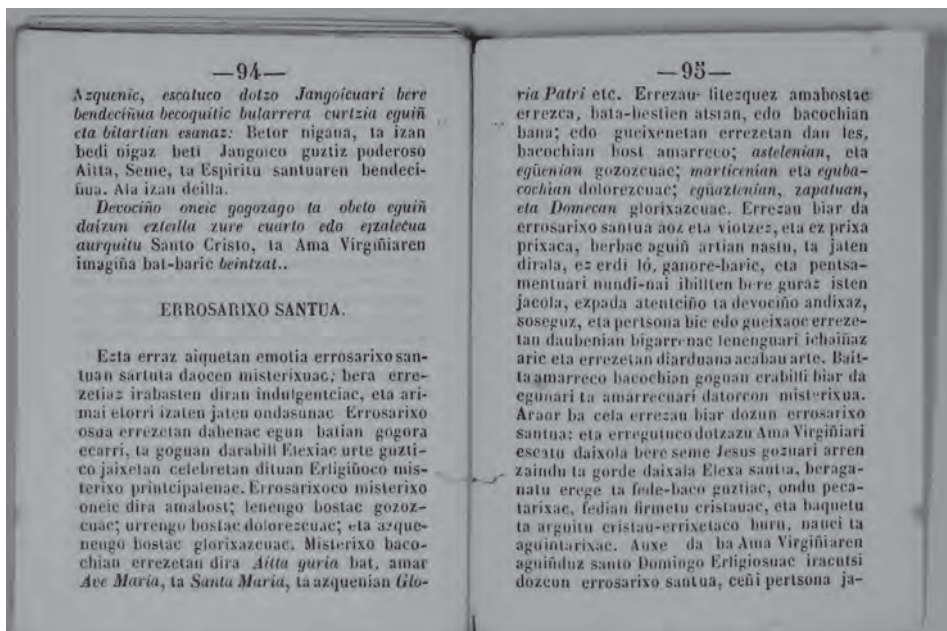 —94—
Azquenic, escatuco dotzo Jangoicuari bere
bendeciñua becoquitic bularrera curtzia eguiñ
eta bitartian esanaz: Betor nigana, ta izan
bedi nigaz beti Jangoico guztiz poderoso
Aitta, Seme, ta Espiritu santuaren bendeci-
ñua. Ala izan deilla.
Devociño oneic gogozago ta obeto eguiñ
daizun ezteilla zure cuarto edo ejzalecua
aurquitu Santo Cristo, ta Ama Virgiñiaren
imagiña bat-baric beintzat..
ERROSARIXO SANTUA.
Ezta erraz aiquetan emotia errosarixo san-
tuan sartuta daocen misterixuac; bera erre-
zetiaz irabasten diran indulgentciac, eta ari-
mai etorri izaten jaten ondasunac Errosarixo
osua errezetan dabenac egun batian gogora
ecarri, ta goguan darabill Elexiac urte guzti-
co jaixetan celebretan dituan Erligiñoco mis-
terixo printcipalenac. Errosarixoco misterixo
oneic dira amabost; lenengo bostac gozoz-
cuac; urrengo bostac dolorezcuac; eta azque-
nengo bostac glorixazcuac. Misterixo baco-
chian errezetan dira Aitta guria bat, amar
Ave Maria, ta Santa Maria, ta azquenian Glo-
—95—
ria Patri etc. Errezau litezquez amabostac
errezca, bata-bestien atsian, edo bacochian
bana; edo gueixenetan errezetan dan les,
bacochian bost amarreco; astelenian, eta
egüenian gozozcuac; marticenian eta eguba-
cochian dolorezcuac; eguaztenian, zapatuan,
eta Domecan glorixazcuac. Errezau biar da
errosarixo santua aoz eta viotzez, eta ez prixa
prixaca, berbac aguiñ artian nastu, ta jaten
dirala, ez erdi ló, ganore-baric, eta pentsa-
mentuari nundi-nai ibillten bere guraz isten
jacola, ezpada atenteiño ta devociño andixaz,
soseguz, eta pertsona bic edo gueixaoc erreze-
tan daubenian bigarrenac lenenguari ichaiñaz
aric eta errezetan diarduana acabau arte. Bait-
ta amarreco bacochian goguan erabilli biar da
egunari ta amarrecuari datorcon misterixua.
Araor ba cela errezau biar dozun errosarixo
santua: eta erregutuco dotzazu Ama Virgiñiari
escatu daixola bere seme Jesus gozuari arren
zaindu ta gorde daixala Elexa santua, beraga-
natu erege ta fede-baco guztiac, ondu peca-
tarixac, fedian firmetu cristauac, eta baquetu
ta arguitu cristau-errixetaco buru, nauci ta
aguintarixac. Auxe da ba Ama Virgiñiaren
aguiñduz santo Domingo Erligiosuac iracutsi
dozcun errosarixo santua, ceñi pertsona ja-